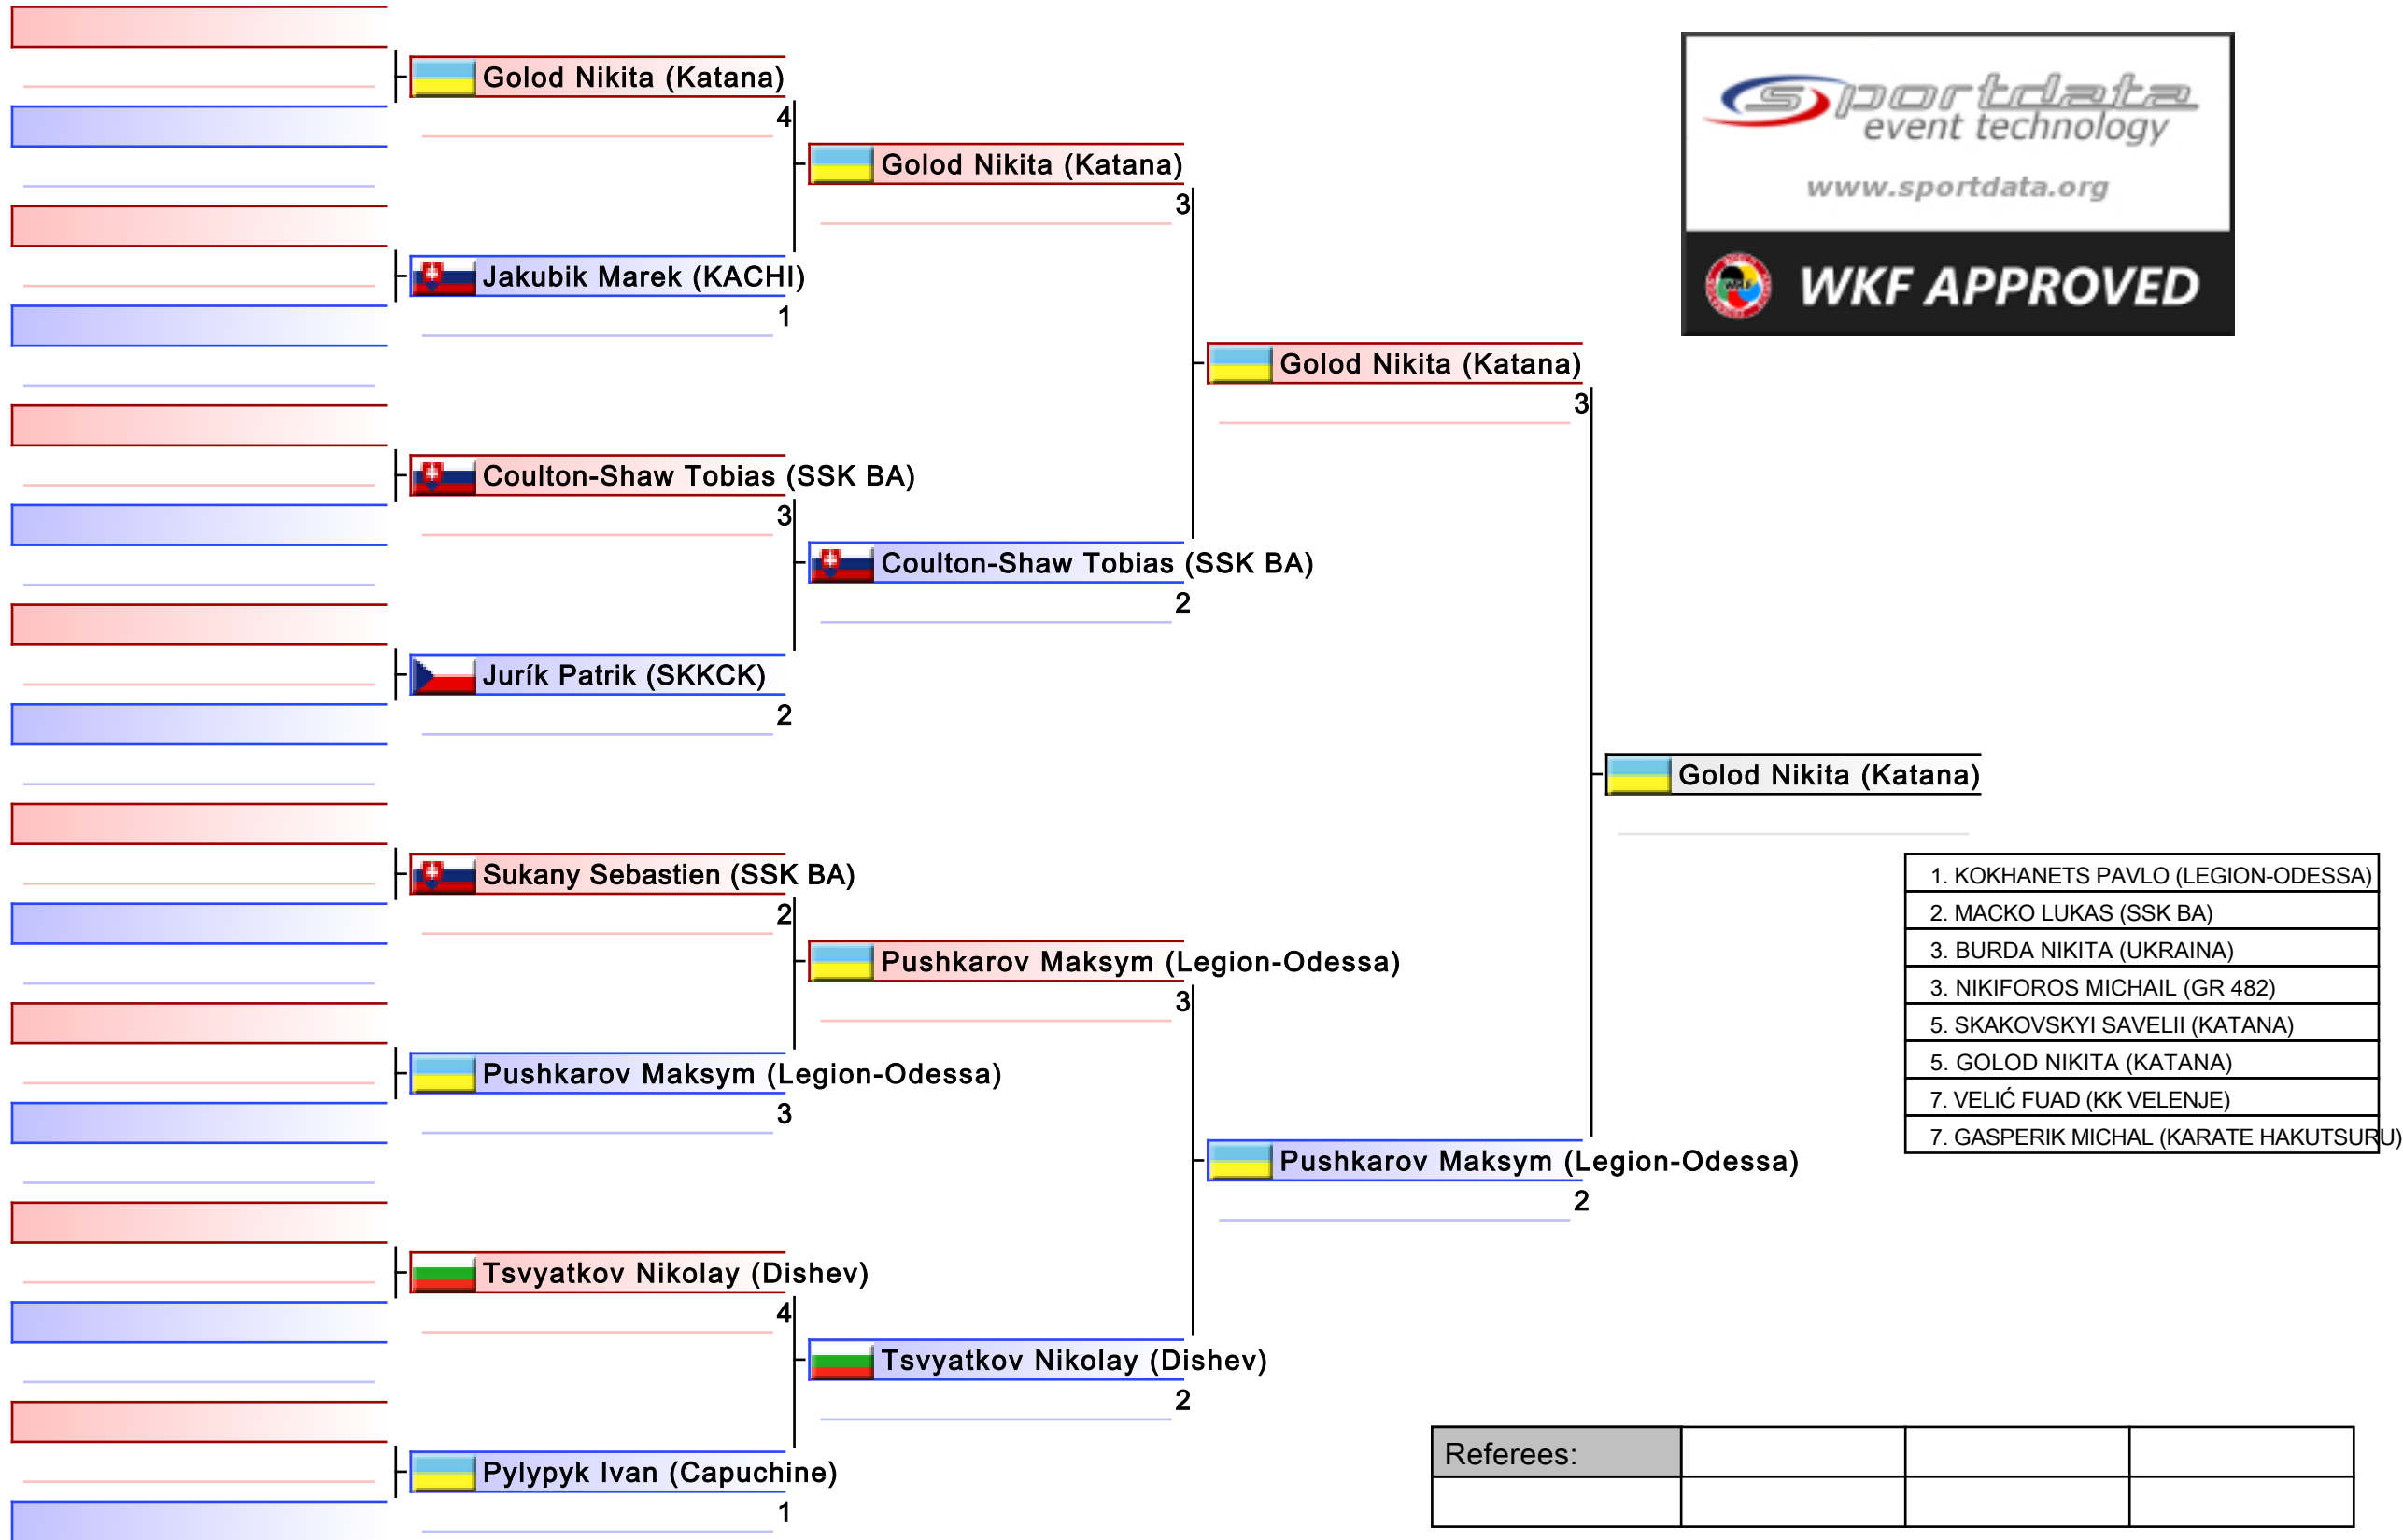 Golod Nikita (Katana)
4
Jakubik Marek (KACHI)
1
Coulton-Shaw Tobias (SSK BA)
3
Jurík Patrik (SKKCK)
2
Sukany Sebastien (SSK BA)
2
Pushkarov Maksym (Legion-Odessa)
3
Tsvyatkov Nikolay (Dishev)
4
Pylypyk Ivan (Capuchine)
1
Golod Nikita (Katana)
3
Coulton-Shaw Tobias (SSK BA)
2
Pushkarov Maksym (Legion-Odessa)
3
Tsvyatkov Nikolay (Dishev)
2
Golod Nikita (Katana)
3
Pushkarov Maksym (Legion-Odessa)
2
Golod Nikita (Katana)
sportdata
event technology
www.sportdata.org
WKF
WKF APPROVED
1. KOKHANETS PAVLO (LEGION-ODESSA)
2. MACKO LUKAS (SSK BA)
3. BURDA NIKITA (UKRAINA)
3. NIKIFOROS MICHAIL (GR 482)
5. SKAKOVSKYI SAVELII (KATANA)
5. GOLOD NIKITA (KATANA)
7. VELIĆ FUAD (KK VELENJE)
7. GASPERIK MICHAL (KARATE HAKUTSURU)
Referees: